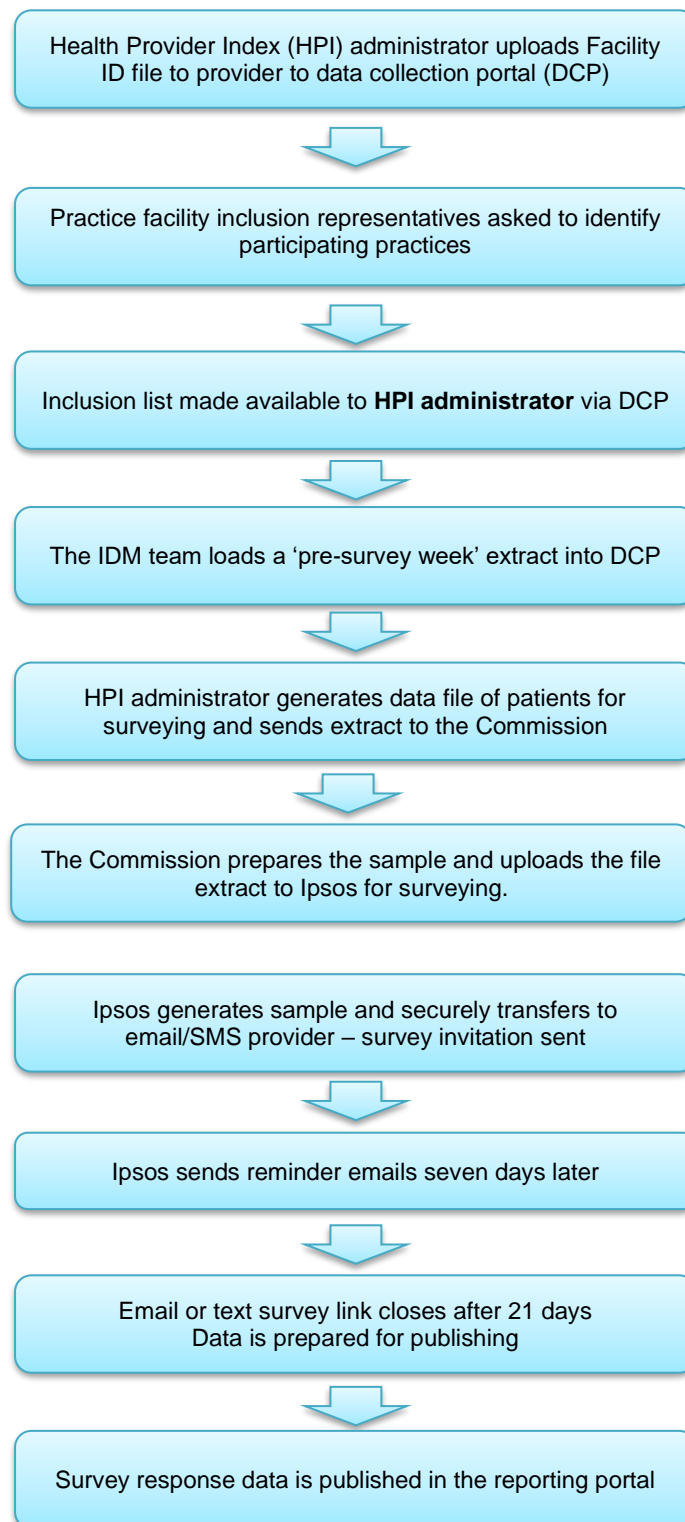 Health Provider Index (HPI) administrator uploads Facility
ID file to provider to data collection portal (DCP)
Practice facility inclusion representatives asked to identify
participating practices
Inclusion list made available to HPI administrator via DCP
The IDM team loads a ‘pre-survey week’ extract into DCP
HPI administrator generates data file of patients for
surveying and sends extract to the Commission
The Commission prepares the sample and uploads the file
extract to Ipsos for surveying.
Ipsos generates sample and securely transfers to
email/SMS provider – survey invitation sent
Ipsos sends reminder emails seven days later
Email or text survey link closes after 21 days
Data is prepared for publishing
Survey response data is published in the reporting portal